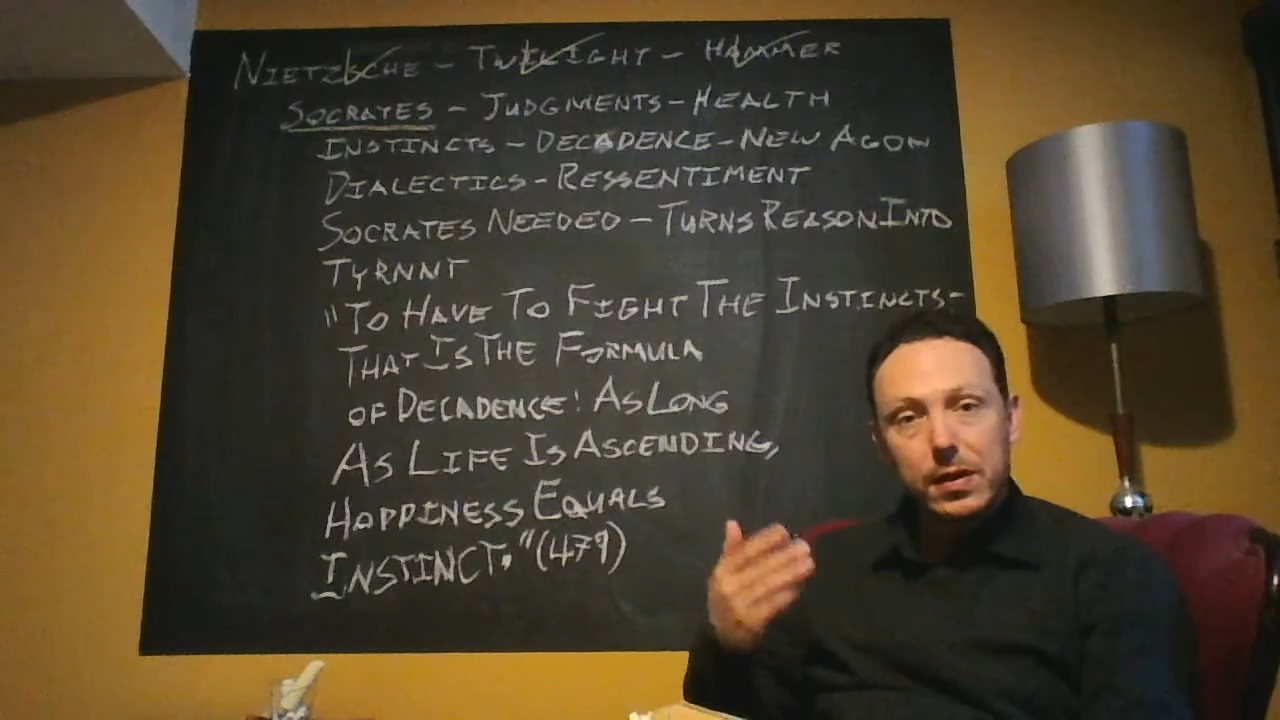 NIETZSCHE - TWILIGHT - HAMMER
SOCRATES - JUDGMENTS - HEALTH
INSTINCTS - DECADENCE - NEW AGON
DIALECTICS - RESSENTIMENT
SOCRATES NEEDED - TURNS REASON INTO
TYRNNT
"TO HAVE TO FIGHT THE INSTINCTS -
THAT IS THE FORMULA
OF DECADENCE: AS LONG
AS LIFE IS ASCENDING,
HAPPINESS EQUALS
INSTINCT." (479)